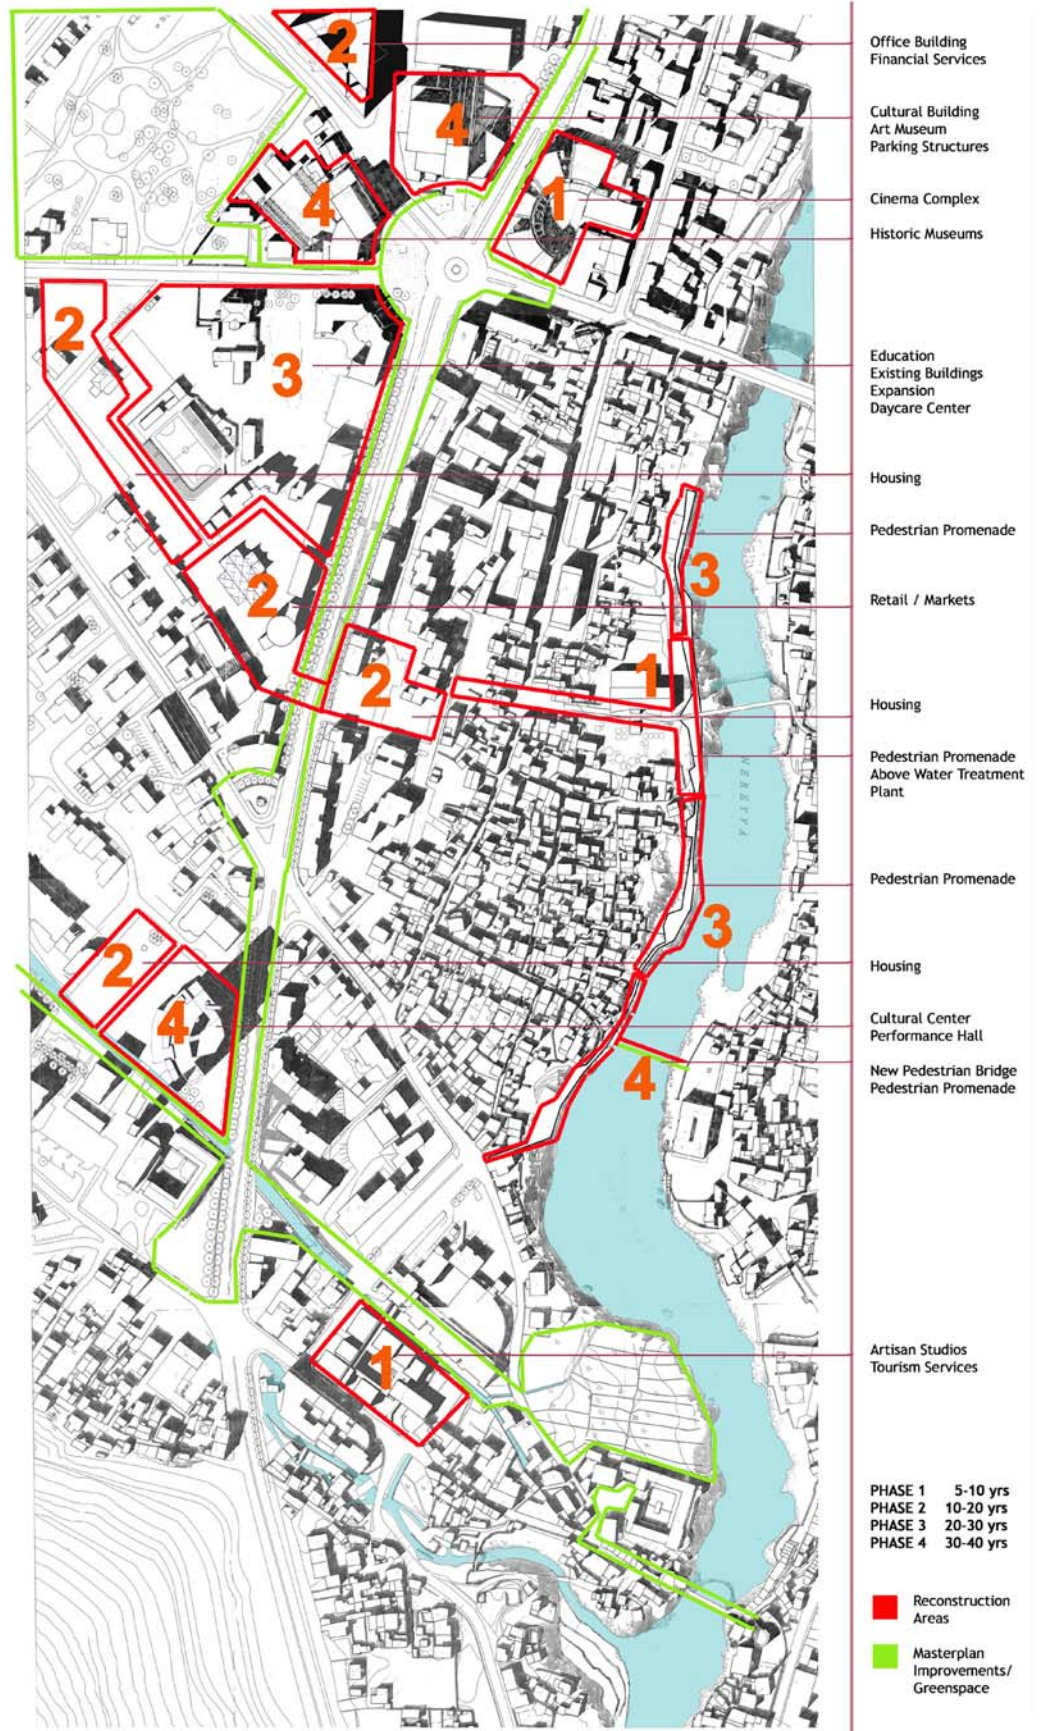 2
Office Building
Financial Services
4
Cultural Building
Art Museum
Parking Structures
1
Cinema Complex
4
Historic Museums
2
3
Education
Existing Buildings
Expansion
Daycare Center
Housing
Pedestrian Promenade
3
2
Retail / Markets
1
2
Housing
Pedestrian Promenade
Above Water Treatment
Plant
NERETVA
Pedestrian Promenade
3
2
Housing
4
Cultural Center
Performance Hall
4
New Pedestrian Bridge
Pedestrian Promenade
1
Artisan Studios
Tourism Services
PHASE 1 5-10 yrs
PHASE 2 10-20 yrs
PHASE 3 20-30 yrs
PHASE 4 30-40 yrs
Reconstruction
Areas
Masterplan
Improvements/
Greenspace